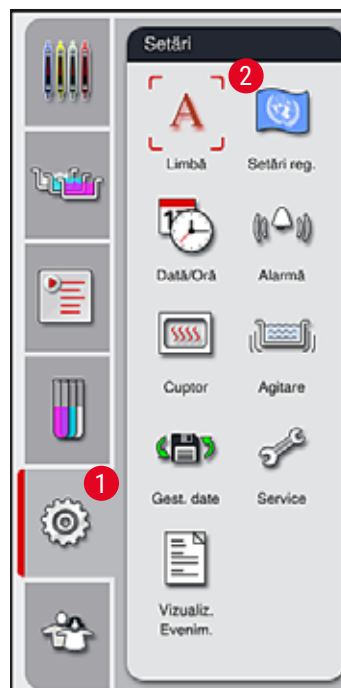 Setări
1
2
A
Limbă
Setări reg.
Dată/Oră
Alarmă
Cuptor
Agitare
Gest. date
Service
Vizualiz.
Evenim.